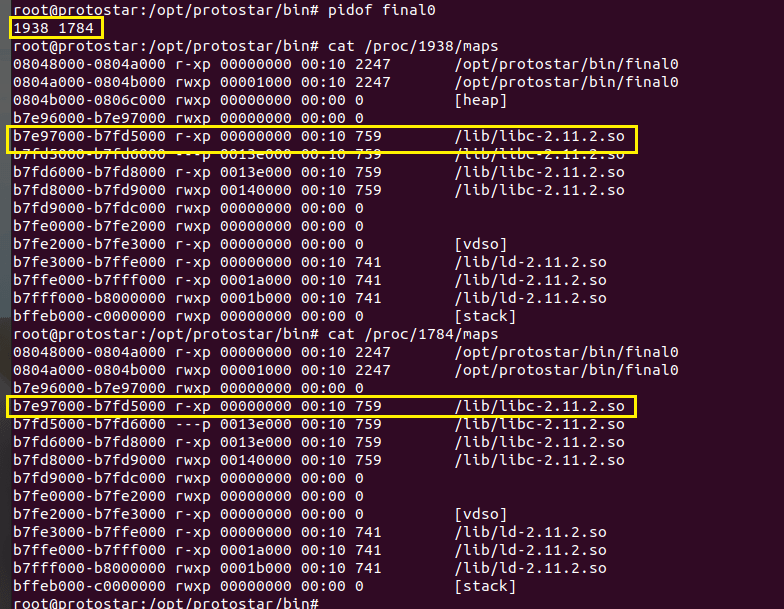 root@protostar:/opt/protostar/bin# pidof final0
1938 1784
root@protostar:/opt/protostar/bin# cat /proc/1938/maps
08048000-0804a000 r-xp 00000000 00:10 2247       /opt/protostar/bin/final0
0804a000-0804b000 rwxp 00001000 00:10 2247       /opt/protostar/bin/final0
0804b000-0806c000 rwxp 00000000 00:00 0          [heap]
b7e96000-b7e97000 rwxp 00000000 00:00 0
b7e97000-b7fd5000 r-xp 00000000 00:10 759        /lib/libc-2.11.2.so
b7fd5000-b7fd6000 ---p 0013e000 00:10 759        /lib/libc-2.11.2.so
b7fd6000-b7fd8000 r-xp 0013e000 00:10 759        /lib/libc-2.11.2.so
b7fd8000-b7fd9000 rwxp 00140000 00:10 759        /lib/libc-2.11.2.so
b7fd9000-b7fdc000 rwxp 00000000 00:00 0
b7fe0000-b7fe2000 rwxp 00000000 00:00 0
b7fe2000-b7fe3000 r-xp 00000000 00:00 0          [vdso]
b7fe3000-b7ffe000 r-xp 00000000 00:10 741        /lib/ld-2.11.2.so
b7ffe000-b7fff000 r-xp 0001a000 00:10 741        /lib/ld-2.11.2.so
b7fff000-b8000000 rwxp 0001b000 00:10 741        /lib/ld-2.11.2.so
bffeb000-c0000000 rwxp 00000000 00:00 0          [stack]
root@protostar:/opt/protostar/bin# cat /proc/1784/maps
08048000-0804a000 r-xp 00000000 00:10 2247       /opt/protostar/bin/final0
0804a000-0804b000 rwxp 00001000 00:10 2247       /opt/protostar/bin/final0
b7e96000-b7e97000 rwxp 00000000 00:00 0
b7e97000-b7fd5000 r-xp 00000000 00:10 759        /lib/libc-2.11.2.so
b7fd5000-b7fd6000 ---p 0013e000 00:10 759        /lib/libc-2.11.2.so
b7fd6000-b7fd8000 r-xp 0013e000 00:10 759        /lib/libc-2.11.2.so
b7fd8000-b7fd9000 rwxp 00140000 00:10 759        /lib/libc-2.11.2.so
b7fd9000-b7fdc000 rwxp 00000000 00:00 0
b7fe0000-b7fe2000 rwxp 00000000 00:00 0
b7fe2000-b7fe3000 r-xp 00000000 00:00 0          [vdso]
b7fe3000-b7ffe000 r-xp 00000000 00:10 741        /lib/ld-2.11.2.so
b7ffe000-b7fff000 r-xp 0001a000 00:10 741        /lib/ld-2.11.2.so
b7fff000-b8000000 rwxp 0001b000 00:10 741        /lib/ld-2.11.2.so
bffeb000-c0000000 rwxp 00000000 00:00 0          [stack]
root@protostar:/opt/protostar/bin#